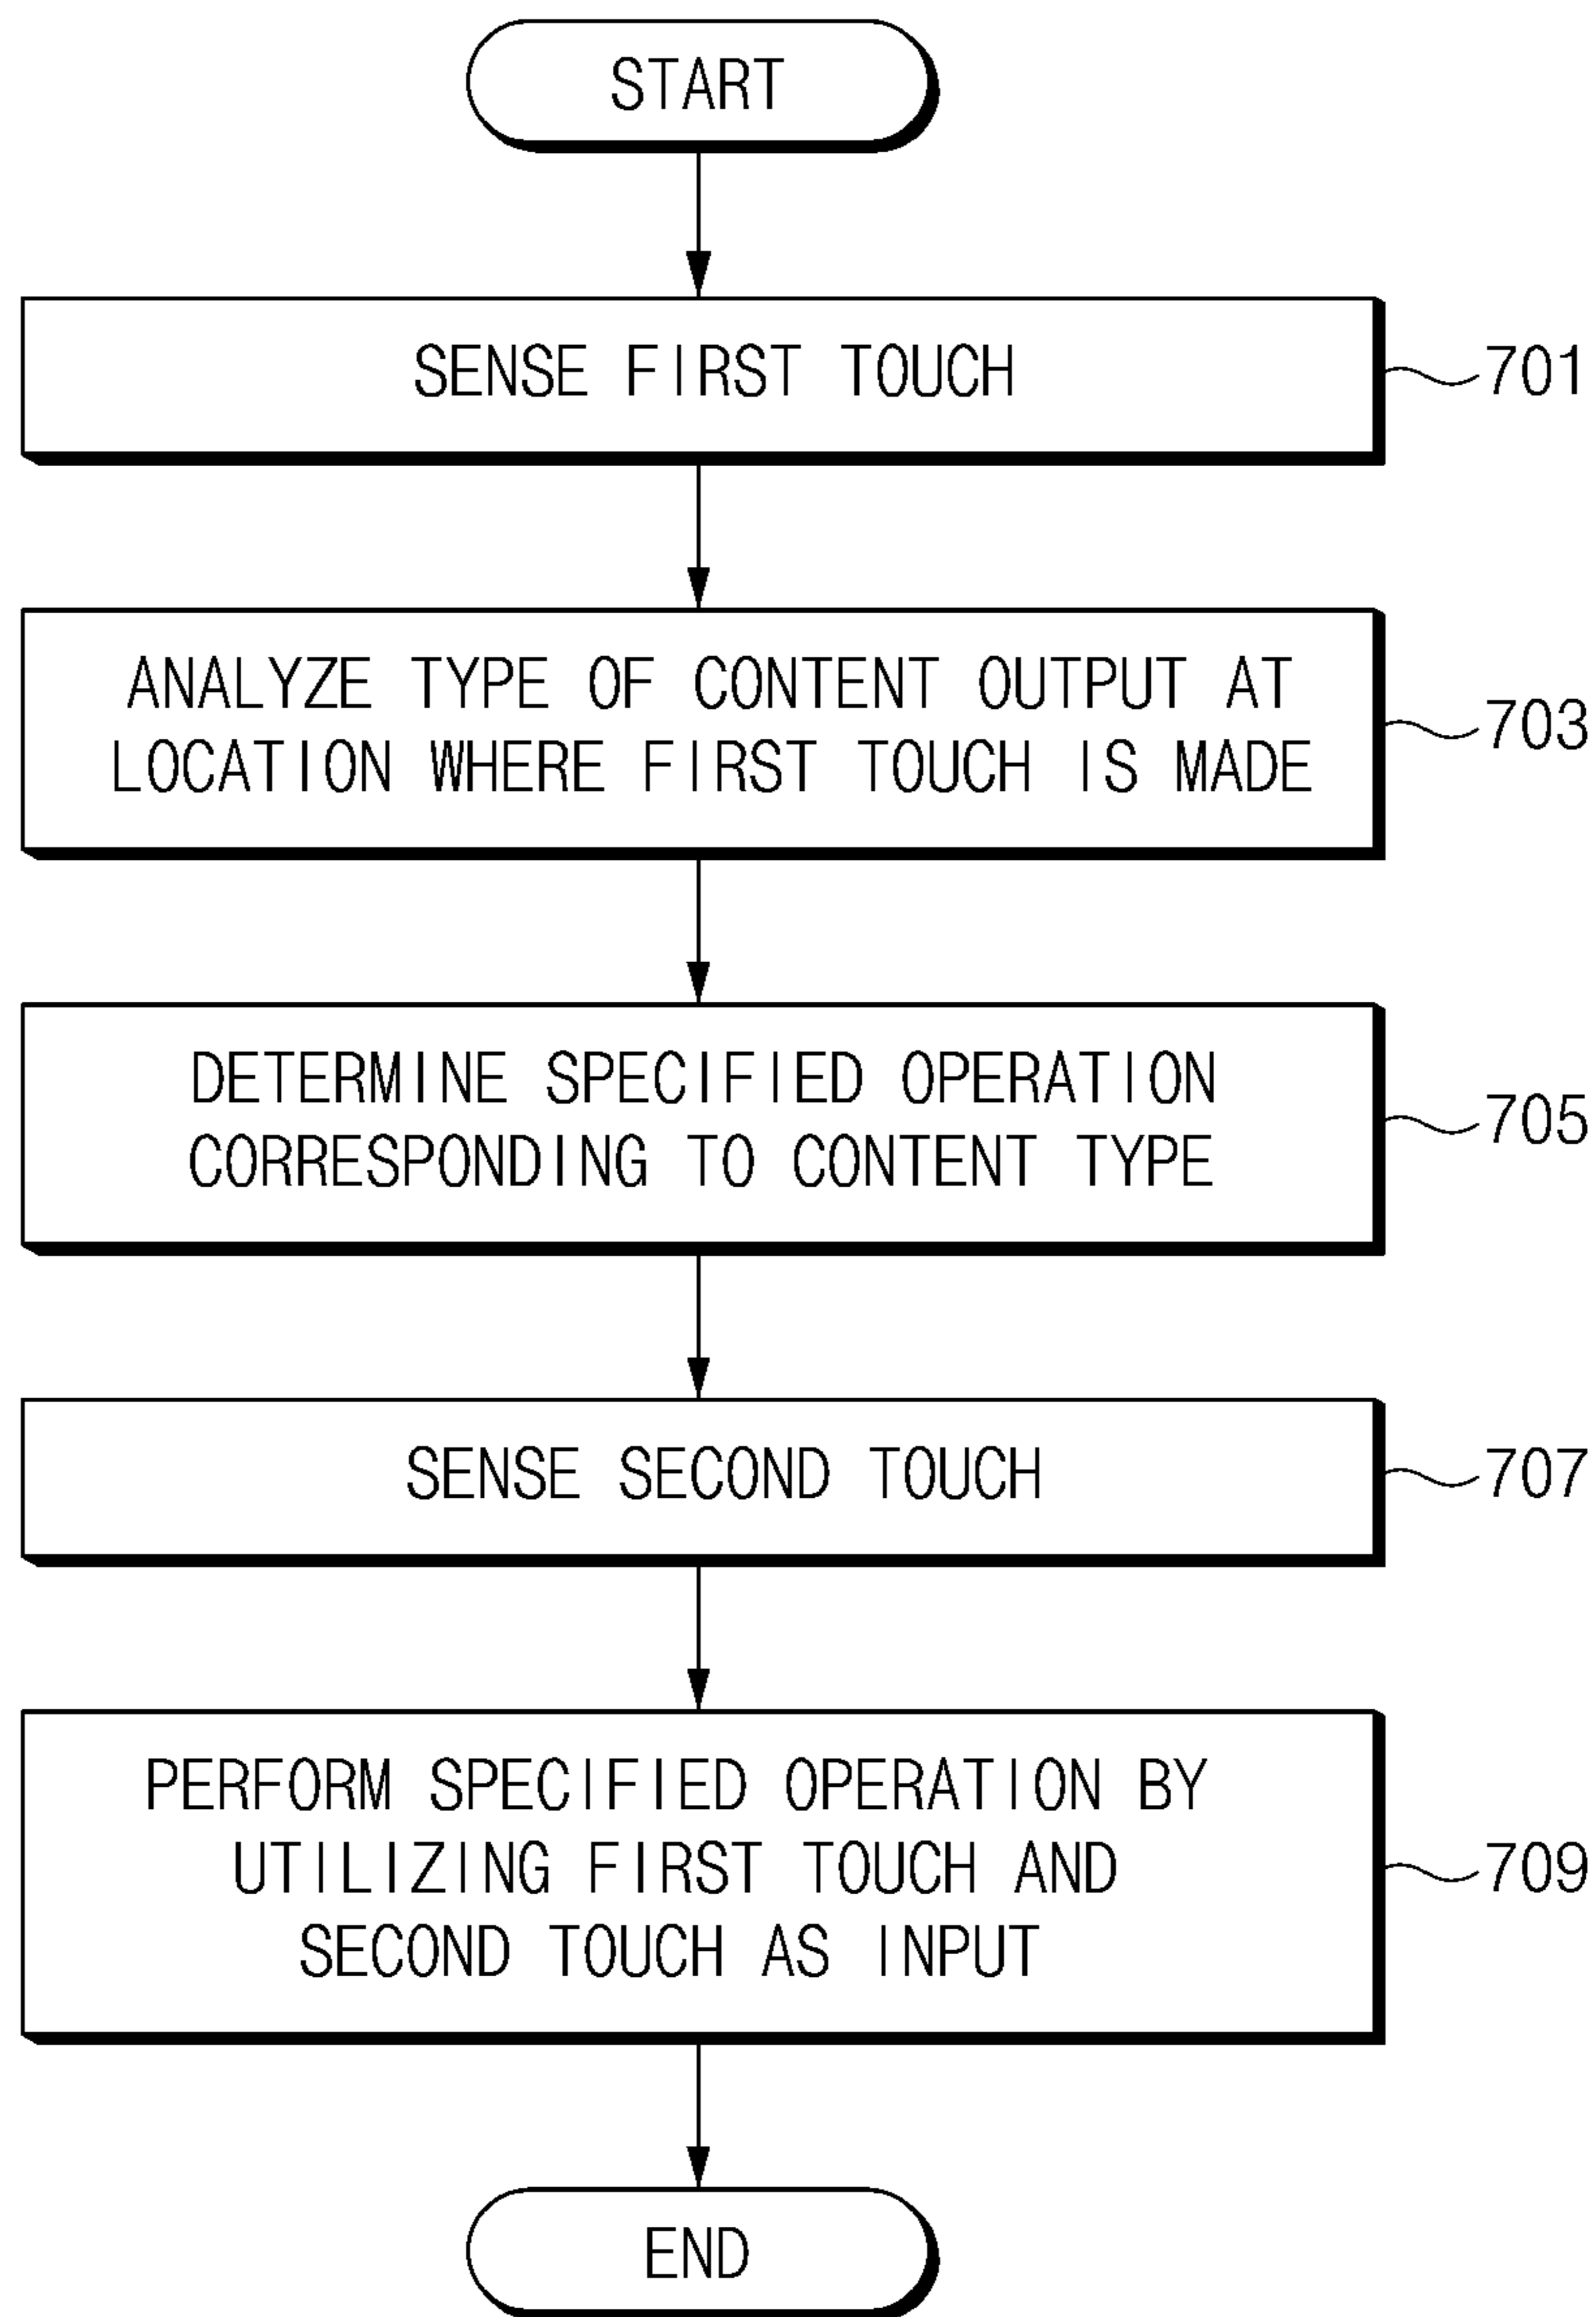 START
SENSE FIRST TOUCH
701
ANALYZE TYPE OF CONTENT OUTPUT AT
LOCATION WHERE FIRST TOUCH IS MADE
703
DETERMINE SPECIFIED OPERATION
CORRESPONDING TO CONTENT TYPE
705
SENSE SECOND TOUCH
707
PERFORM SPECIFIED OPERATION BY
UTILIZING FIRST TOUCH AND
SECOND TOUCH AS INPUT
709
END